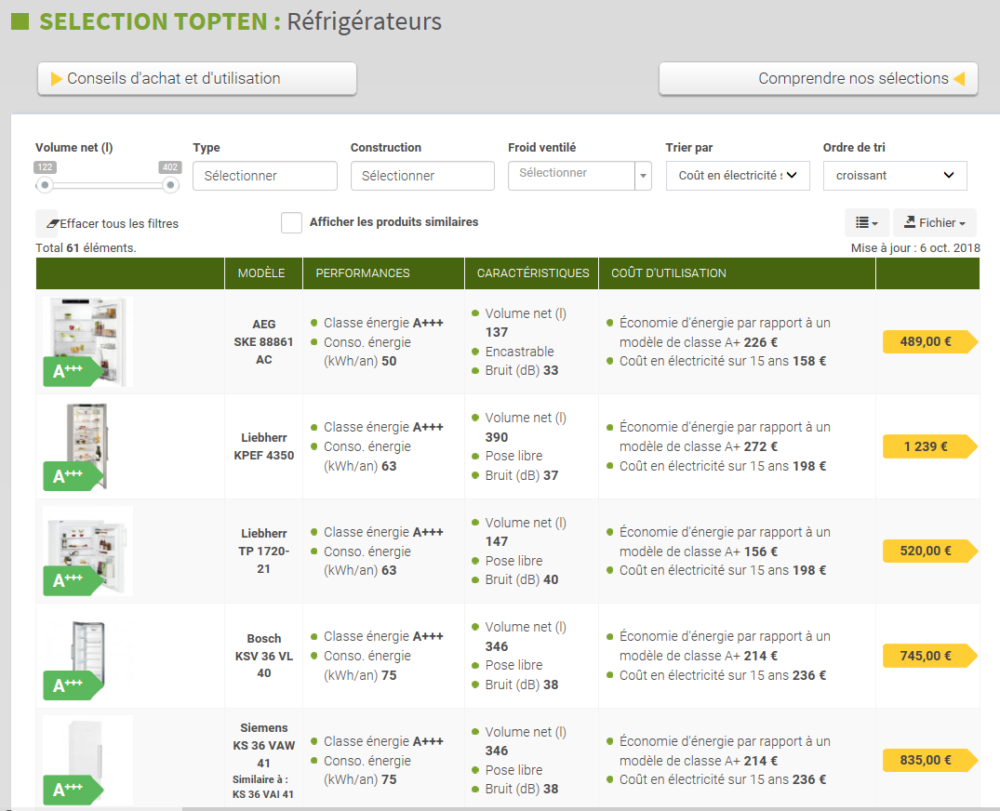 SELECTION TOPTEN : Réfrigérateurs
Conseils d'achat et d'utilisation
Comprendre nos sélections
Volume net (l)
Type
Construction
Froid ventilé
Trier par
Ordre de tri
122
402
Sélectionner
Sélectionner
Sélectionner
Coût en électricité s
croissant
Effacer tous les filtres
Afficher les produits similaires
Fichier
Total 61 éléments.
Mise à jour : 6 oct. 2018
MODÈLE
PERFORMANCES
CARACTÉRISTIQUES
COÛT D'UTILISATION
A+++
AEG
SKE 88861
AC
Classe énergie A+++
Conso. énergie
(kWh/an) 50
Volume net (l)
137
Encastrable
Bruit (dB) 33
Économie d'énergie par rapport à un
modèle de classe A+ 226 €
Coût en électricité sur 15 ans 158 €
489,00 €
A+++
Liebherr
KPEF 4350
Classe énergie A+++
Conso. énergie
(kWh/an) 63
Volume net (l)
390
Pose libre
Bruit (dB) 37
Économie d'énergie par rapport à un
modèle de classe A+ 272 €
Coût en électricité sur 15 ans 198 €
1 239 €
A+++
Liebherr
TP 1720-
21
Classe énergie A+++
Conso. énergie
(kWh/an) 63
Volume net (l)
147
Pose libre
Bruit (dB) 40
Économie d'énergie par rapport à un
modèle de classe A+ 156 €
Coût en électricité sur 15 ans 198 €
520,00 €
A+++
Bosch
KSV 36 VL
40
Classe énergie A+++
Conso. énergie
(kWh/an) 75
Volume net (l)
346
Pose libre
Bruit (dB) 38
Économie d'énergie par rapport à un
modèle de classe A+ 214 €
Coût en électricité sur 15 ans 236 €
745,00 €
A+++
Siemens
KS 36 VAW
41
Similaire à :
KS 36 VAI 41
Classe énergie A+++
Conso. énergie
(kWh/an) 75
Volume net (l)
346
Pose libre
Bruit (dB) 38
Économie d'énergie par rapport à un
modèle de classe A+ 214 €
Coût en électricité sur 15 ans 236 €
835,00 €